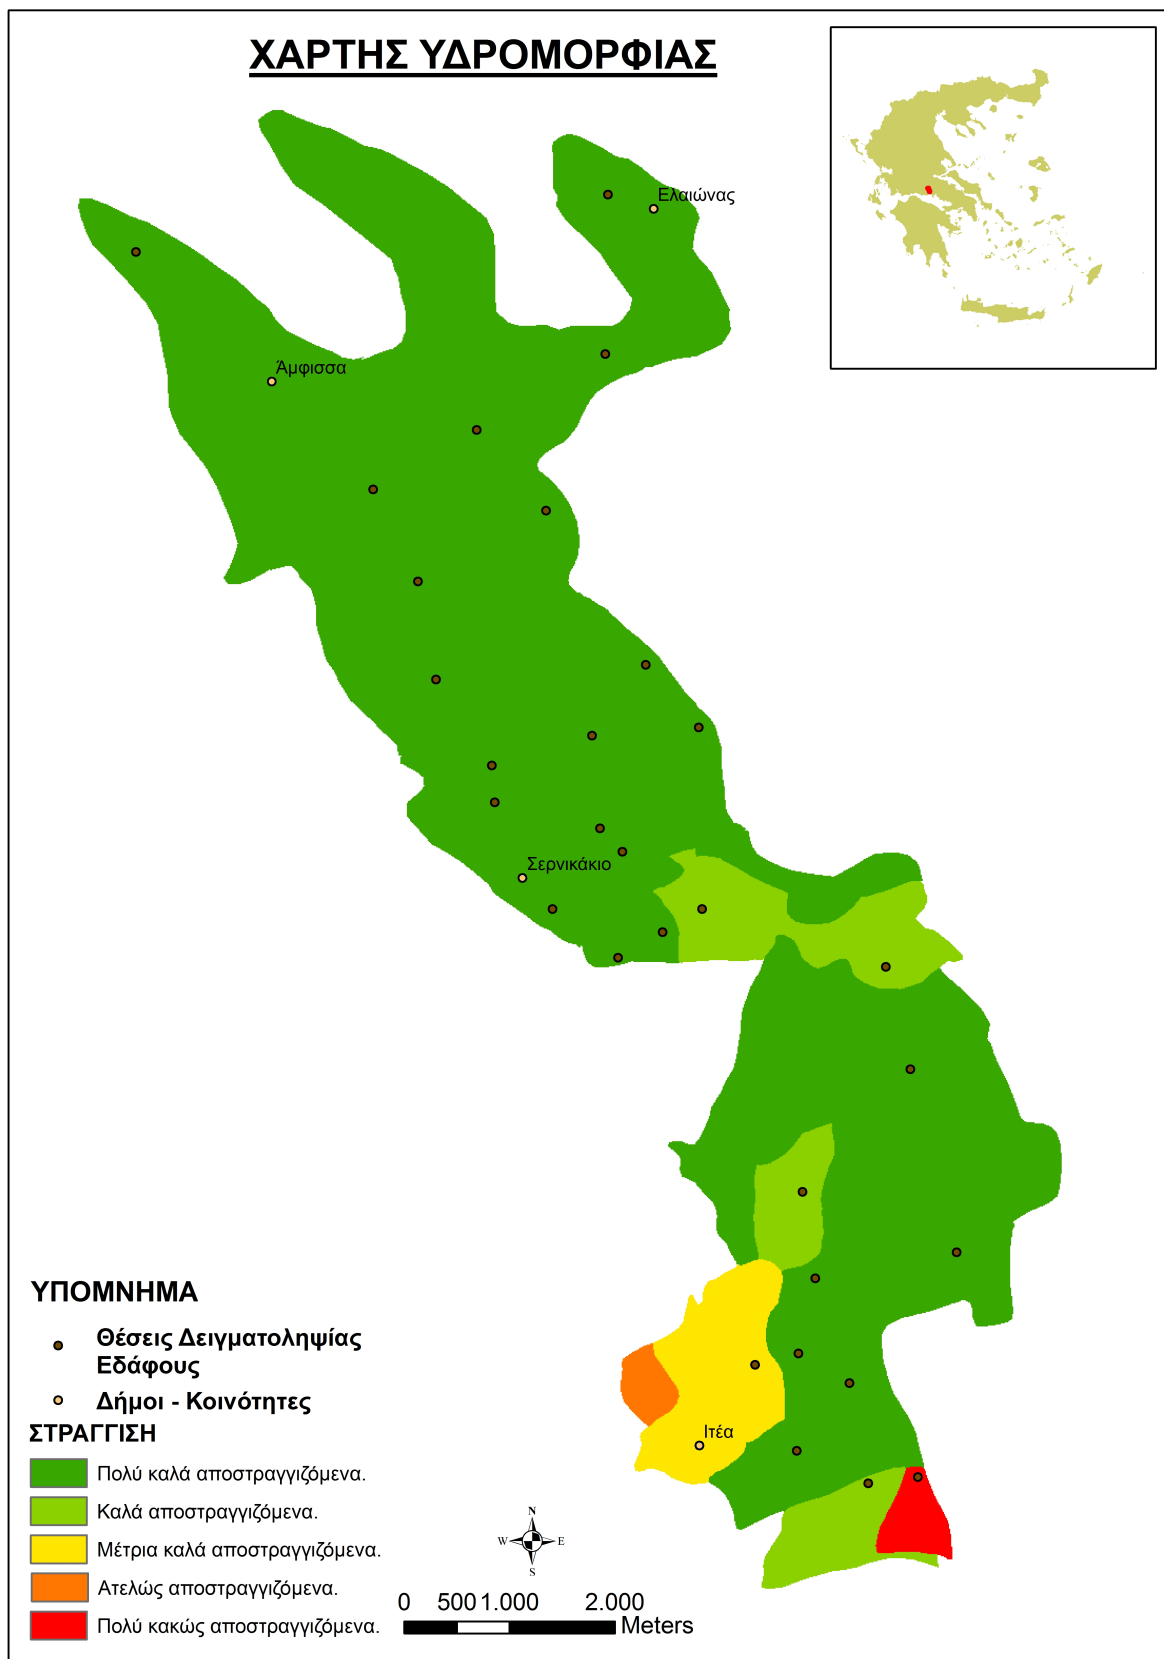 ΧΑΡΤΗΣ ΥΔΡΟΜΟΡΦΙΑΣ
Ελαιώνας
Άμφισσα
Σερνικάκιο
Ιτέα
ΥΠΟΜΝΗΜΑ
Θέσεις Δειγματοληψίας
Εδάφους
Δήμοι - Κοινότητες
ΣΤΡΑΓΓΙΣΗ
Πολύ καλά αποστραγγιζόμενα.
Καλά αποστραγγιζόμενα.
Μέτρια καλά αποστραγγιζόμενα.
Ατελώς αποστραγγιζόμενα.
Πολύ κακώς αποστραγγιζόμενα.
N
W E
S
0 500 1.000 2.000
Meters